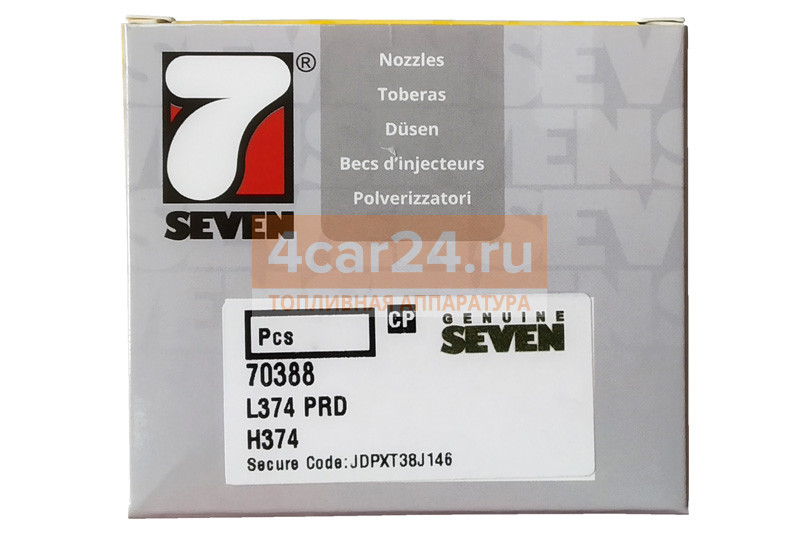 7
®
SEVEN
Nozzles
Toberas
Düsen
Becs d'injecteurs
Polverizzatori
4car24.ru
ТОПЛИВНАЯ АППАРАТУРА
Pcs
CP
GENUINE
SEVEN
70388
L374 PRD
H374
Secure Code:JDPXT38J146